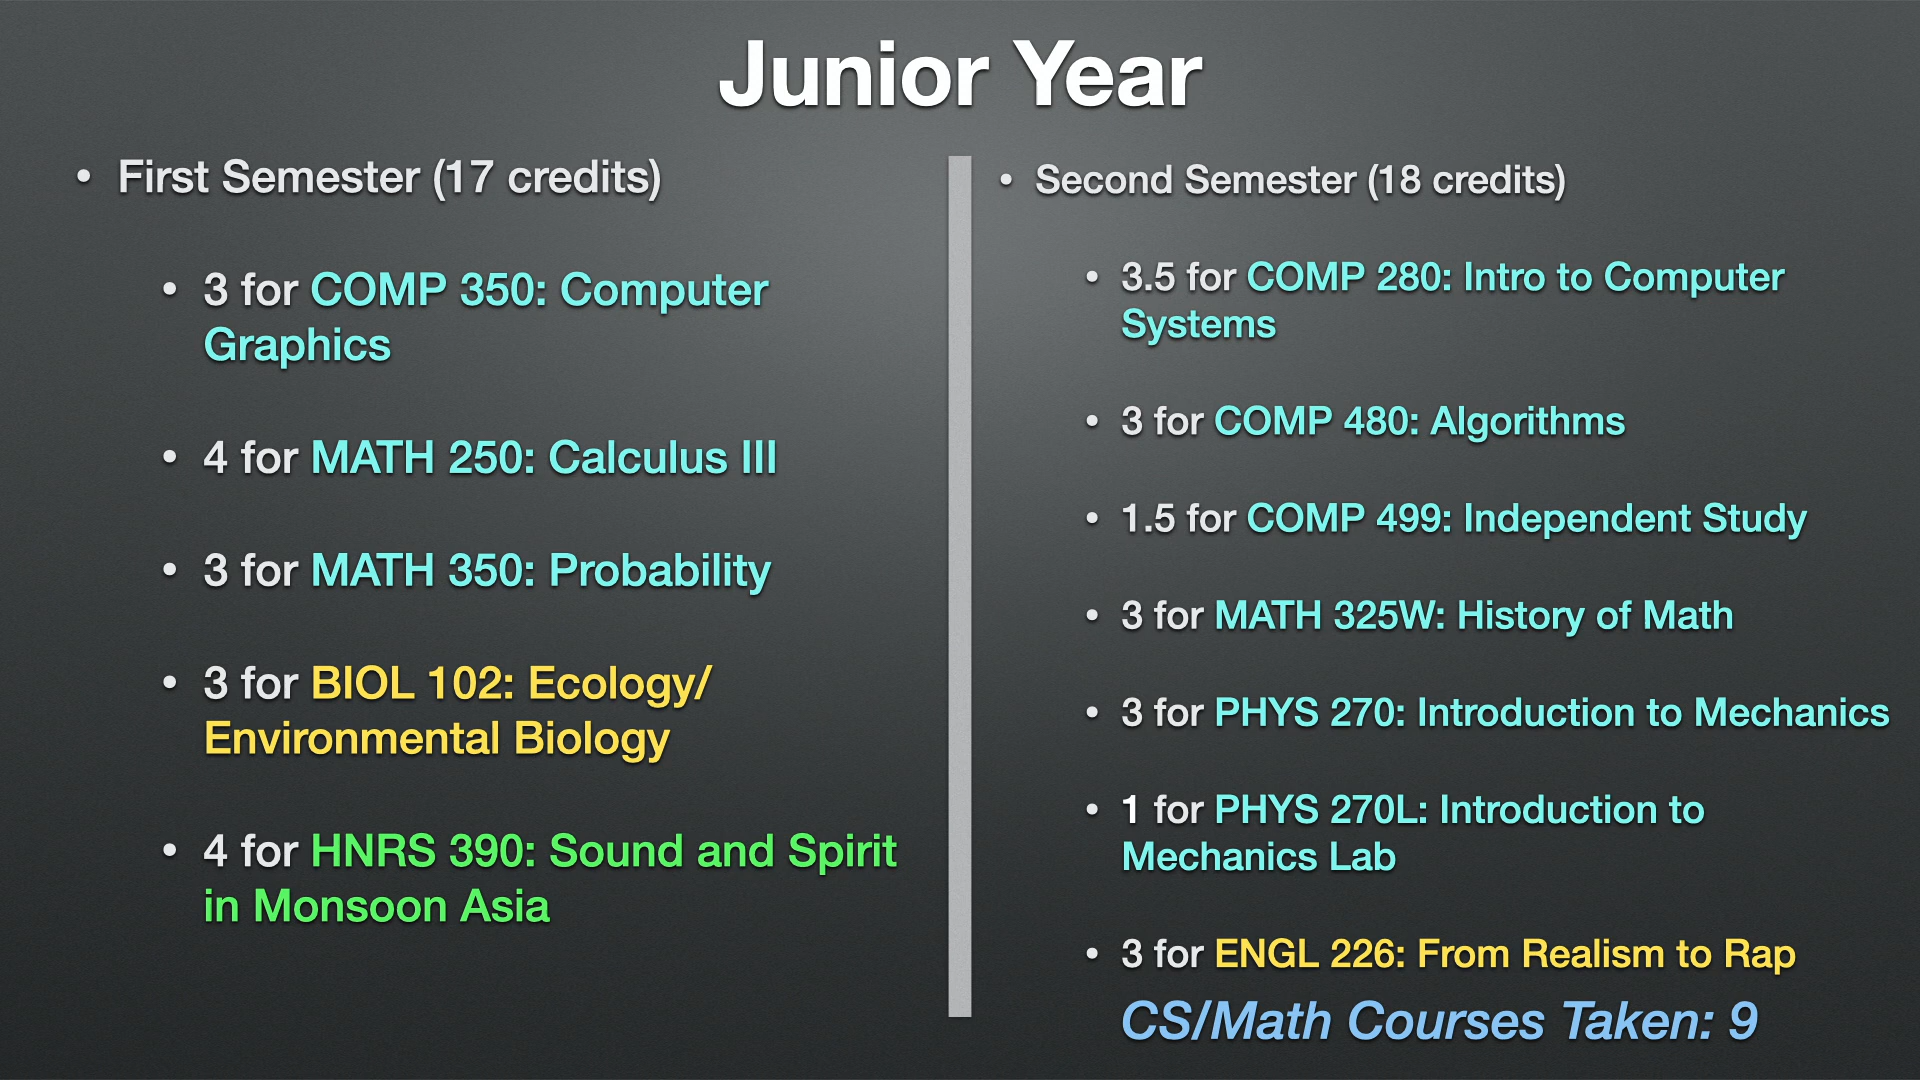 Junior Year
• First Semester (17 credits)
• 3 for COMP 350: Computer
Graphics
• 4 for MATH 250: Calculus III
• 3 for MATH 350: Probability
• 3 for BIOL 102: Ecology/
Environmental Biology
• 4 for HNRS 390: Sound and Spirit
in Monsoon Asia
• Second Semester (18 credits)
• 3.5 for COMP 280: Intro to Computer
Systems
• 3 for COMP 480: Algorithms
• 1.5 for COMP 499: Independent Study
• 3 for MATH 325W: History of Math
• 3 for PHYS 270: Introduction to Mechanics
• 1 for PHYS 270L: Introduction to
Mechanics Lab
• 3 for ENGL 226: From Realism to Rap
CS/Math Courses Taken: 9